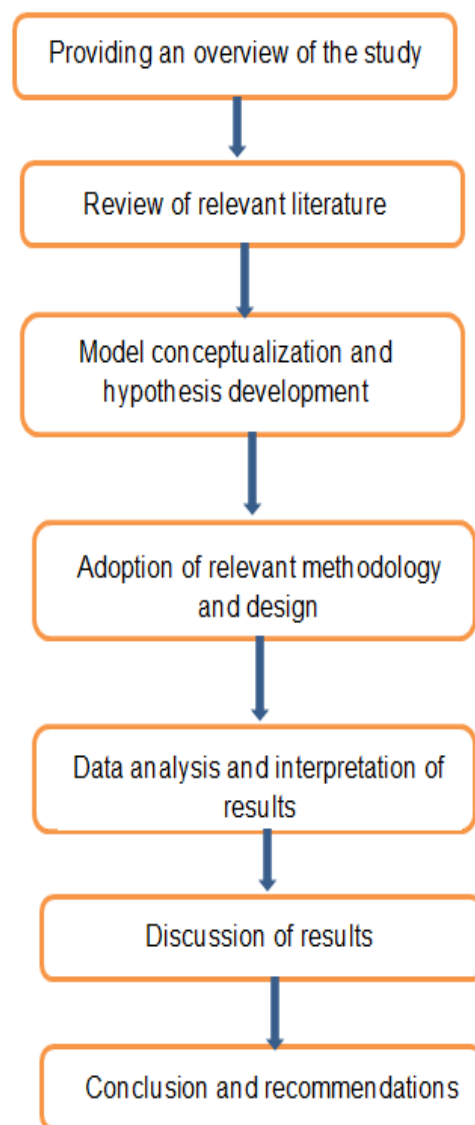 Providing an overview of the study
Review of relevant literature
Model conceptualization and
hypothesis development
Adoption of relevant methodology
and design
Data analysis and interpretation of
results
Discussion of results
Conclusion and recommendations